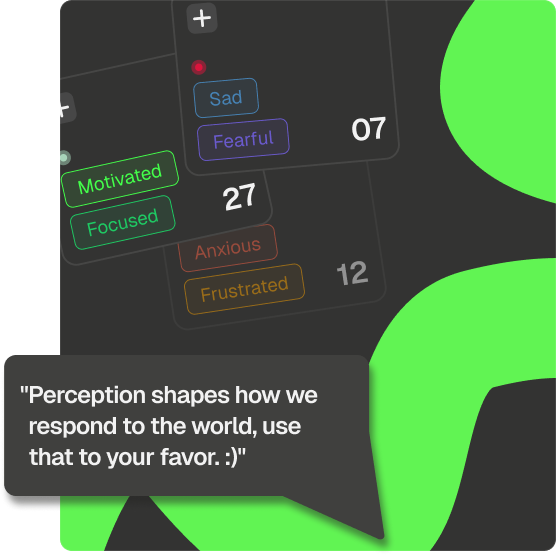 Sad
Fearful
07
Motivated
Focused
27
Anxious
Frustrated
12
"Perception shapes how we
respond to the world, use
that to your favor. :)"